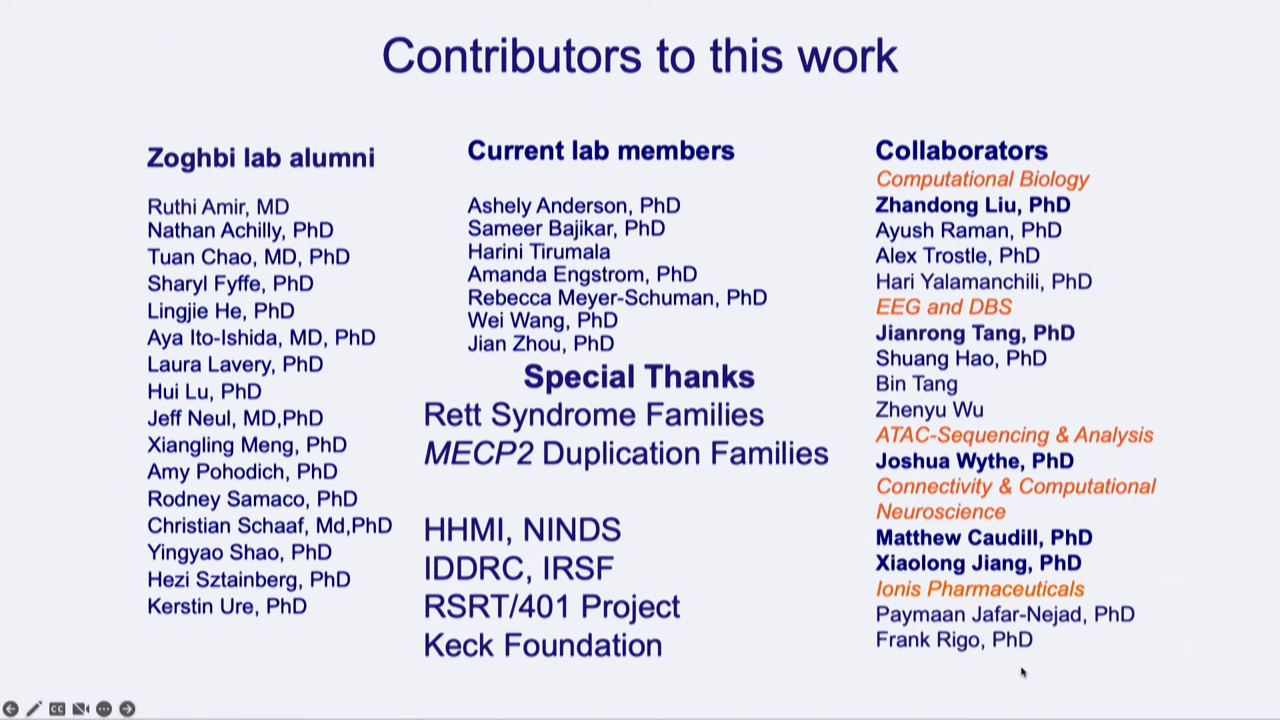 Contributors to this work
Zoghbi lab alumni
Ruthi Amir, MD
Nathan Achilly, PhD
Tuan Chao, MD, PhD
Sharyl Fyffe, PhD
Lingjie He, PhD
Aya Ito-Ishida, MD, PhD
Laura Lavery, PhD
Hui Lu, PhD
Jeff Neul, MD,PhD
Xiangling Meng, PhD
Amy Pohodich, PhD
Rodney Samaco, PhD
Christian Schaaf, Md,PhD
Yingyao Shao, PhD
Hezi Sztainberg, PhD
Kerstin Ure, PhD
Current lab members
Ashely Anderson, PhD
Sameer Bajikar, PhD
Harini Tirumala
Amanda Engstrom, PhD
Rebecca Meyer-Schuman, PhD
Wei Wang, PhD
Jian Zhou, PhD
Special Thanks
Rett Syndrome Families
MECP2 Duplication Families
HHMI, NINDS
IDDRC, IRSF
RSRT/401 Project
Keck Foundation
Collaborators
Computational Biology
Zhandong Liu, PhD
Ayush Raman, PhD
Alex Trostle, PhD
Hari Yalamanchili, PhD
EEG and DBS
Jianrong Tang, PhD
Shuang Hao, PhD
Bin Tang
Zhenyu Wu
ATAC-Sequencing & Analysis
Joshua Wythe, PhD
Connectivity & Computational
Neuroscience
Matthew Caudill, PhD
Xiaolong Jiang, PhD
Ionis Pharmaceuticals
Paymaan Jafar-Nejad, PhD
Frank Rigo, PhD
CC